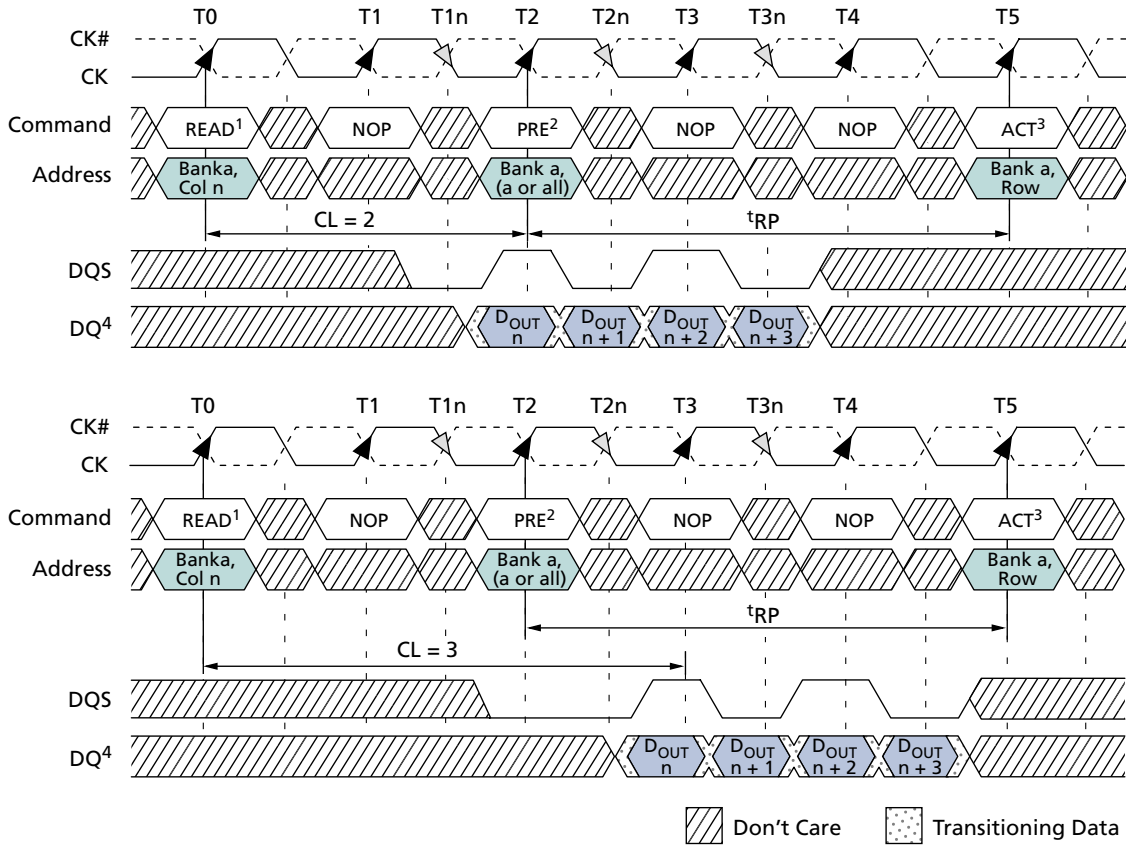 T0 T1 T1n T2 T2n T3 T3n T4 T5
CK#
CK
Command READ¹ NOP PRE² NOP NOP ACT³
Address Banka, Col n Bank a, (a or all) Bank a, Row
CL = 2 ᵗRP
DQS
DQ⁴ DOUT n DOUT n + 1 DOUT n + 2 DOUT n + 3
T0 T1 T1n T2 T2n T3 T3n T4 T5
CK#
CK
Command READ¹ NOP PRE² NOP NOP ACT³
Address Banka, Col n Bank a, (a or all) Bank a, Row
ᵗRP
CL = 3
DQS
DQ⁴ DOUT n DOUT n + 1 DOUT n + 2 DOUT n + 3
Don't Care Transitioning Data